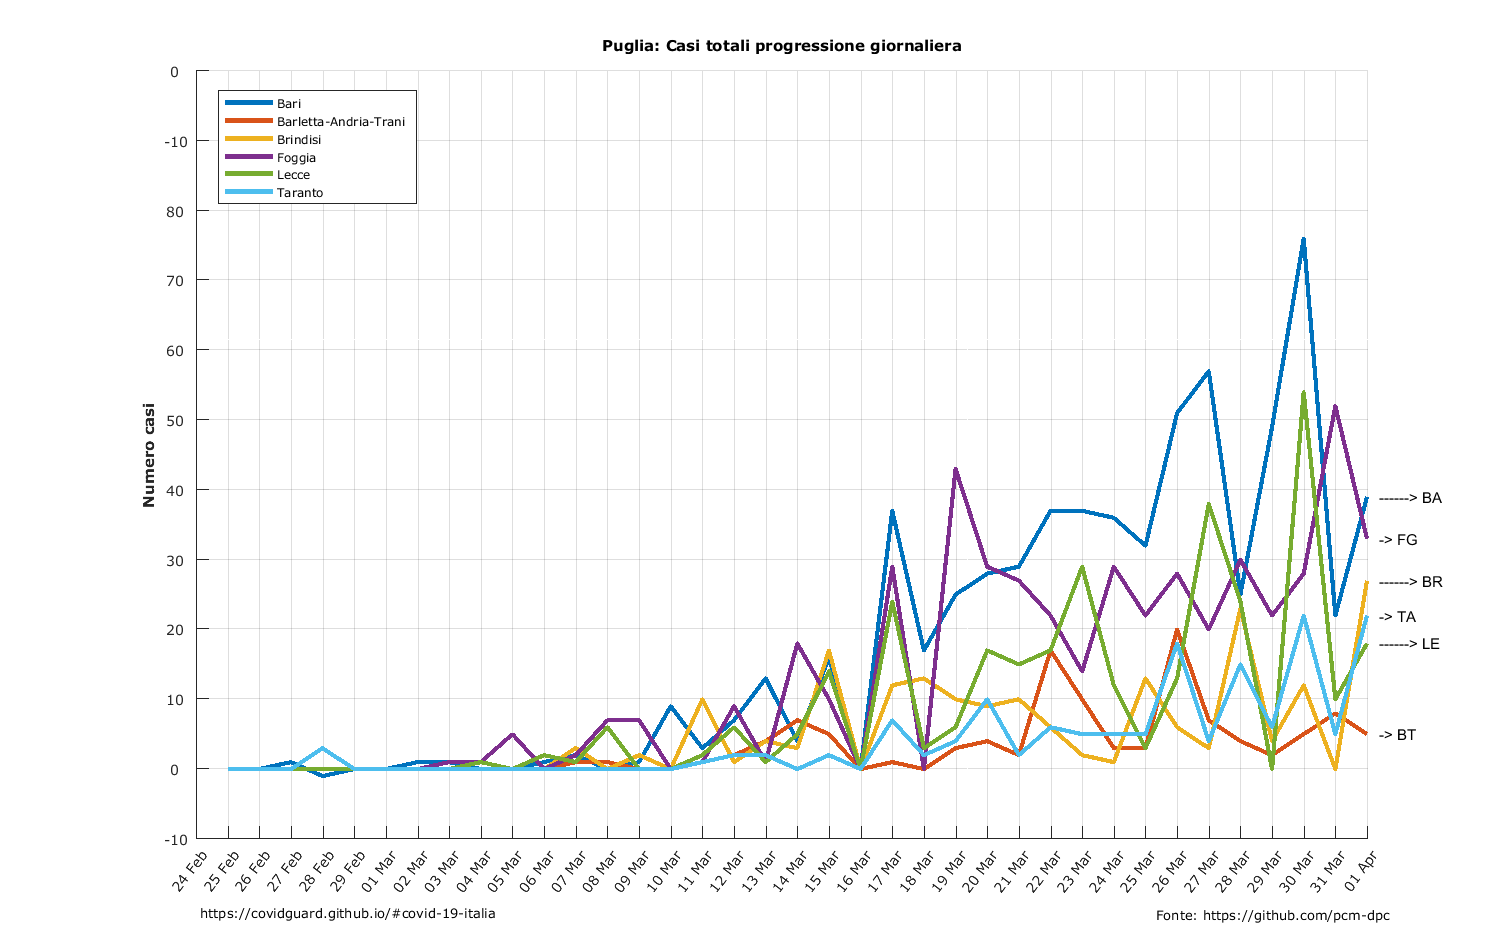 Puglia: Casi totali progressione giornaliera
0
-10
80
70
60
50
40
30
20
10
0
-10
Numero casi
Bari
Barletta-Andria-Trani
Brindisi
Foggia
Lecce
Taranto
------> BA
-> FG
------> BR
-> TA
------> LE
-> BT
24 Feb
25 Feb
26 Feb
27 Feb
28 Feb
29 Feb
01 Mar
02 Mar
03 Mar
04 Mar
05 Mar
06 Mar
07 Mar
08 Mar
09 Mar
10 Mar
11 Mar
12 Mar
13 Mar
14 Mar
15 Mar
16 Mar
17 Mar
18 Mar
19 Mar
20 Mar
21 Mar
22 Mar
23 Mar
24 Mar
25 Mar
26 Mar
27 Mar
28 Mar
29 Mar
30 Mar
31 Mar
01 Apr
https://covidguard.github.io/#covid-19-italia
Fonte: https://github.com/pcm-dpc